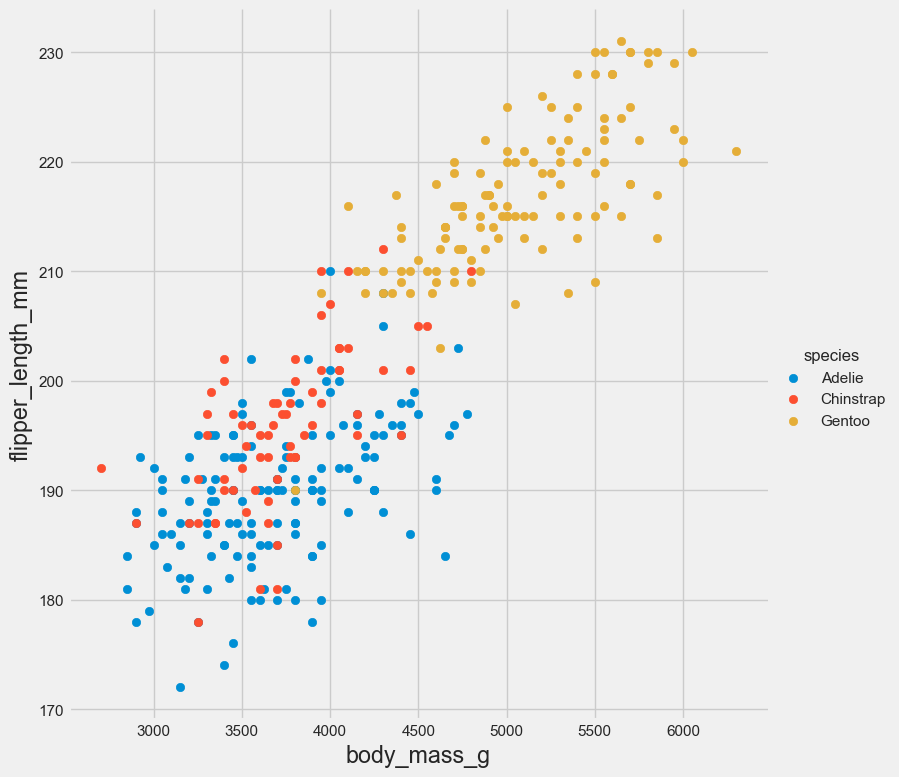 230
220
210
200
190
180
170
flipper_length_mm
3000 3500 4000 4500 5000 5500 6000
body_mass_g
species
Adelie
Chinstrap
Gentoo